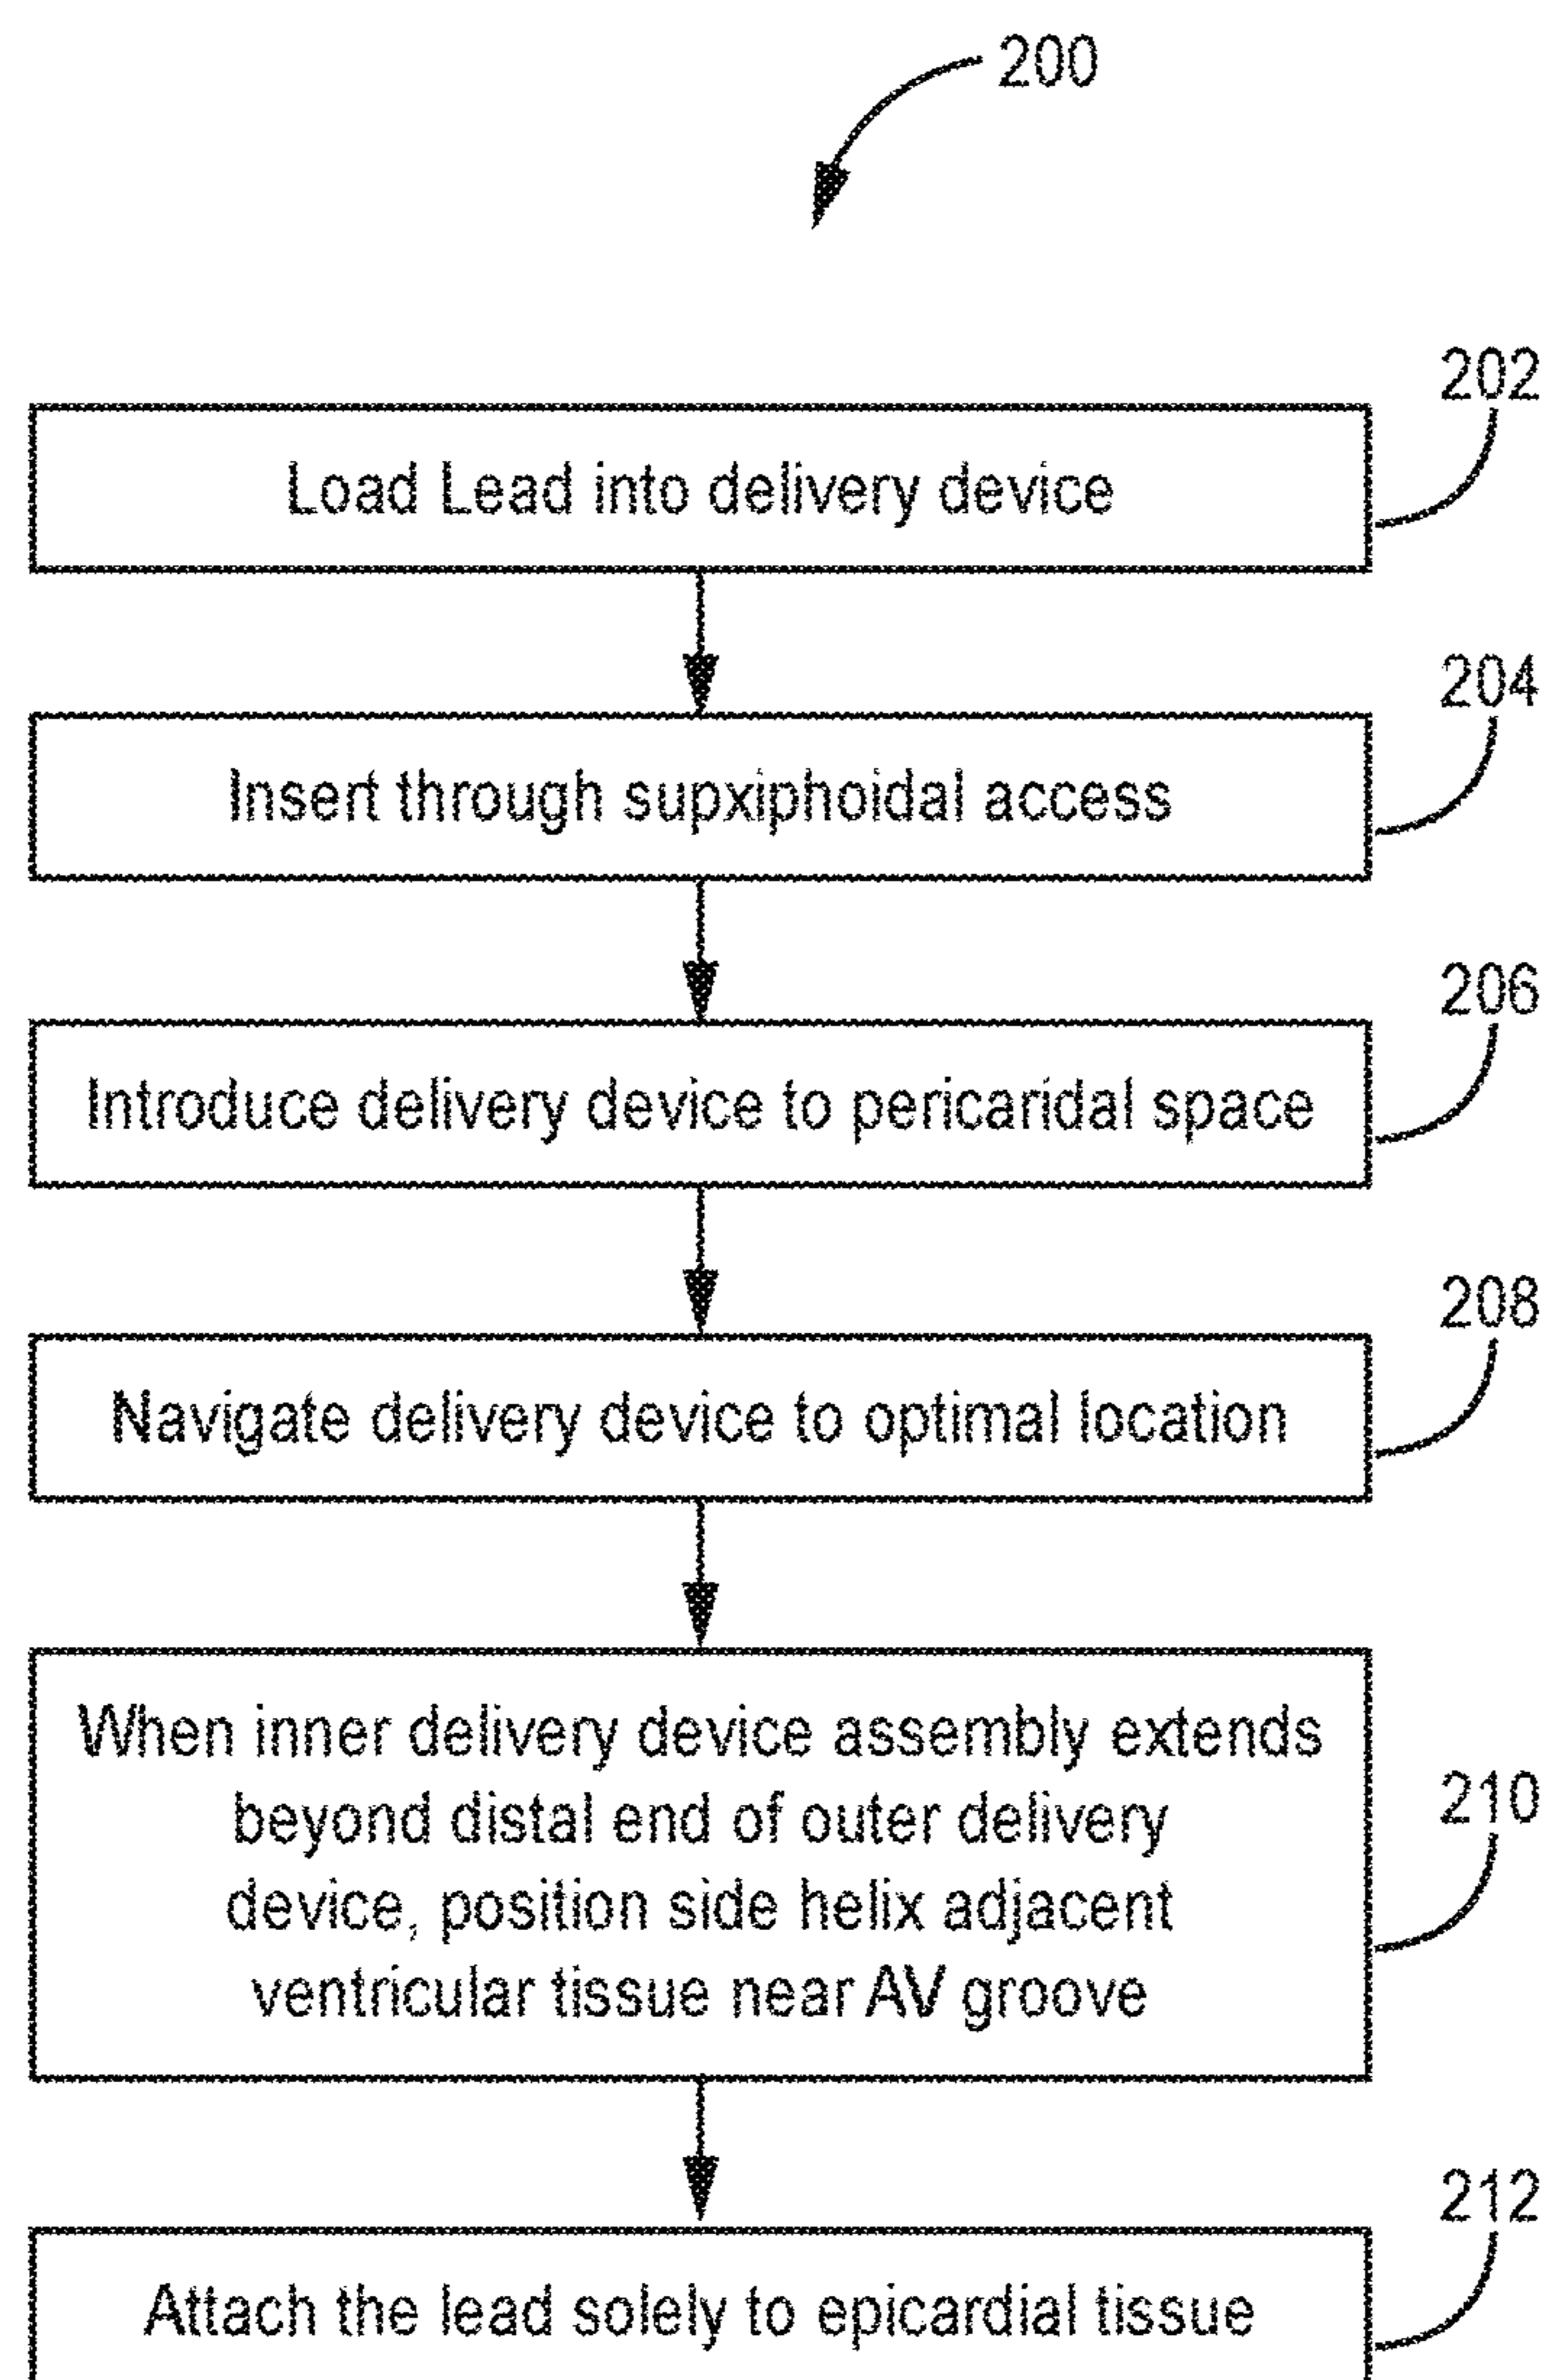 200
202
Load Lead into delivery device
204
Insert through supxiphoidal access
206
Introduce delivery device to pericaridal space
208
Navigate delivery device to optimal location
When inner delivery device assembly extends
beyond distal end of outer delivery
210
device, position side helix adjacent
ventricular tissue near AV groove
212
Attach the lead solely to epicardial tissue